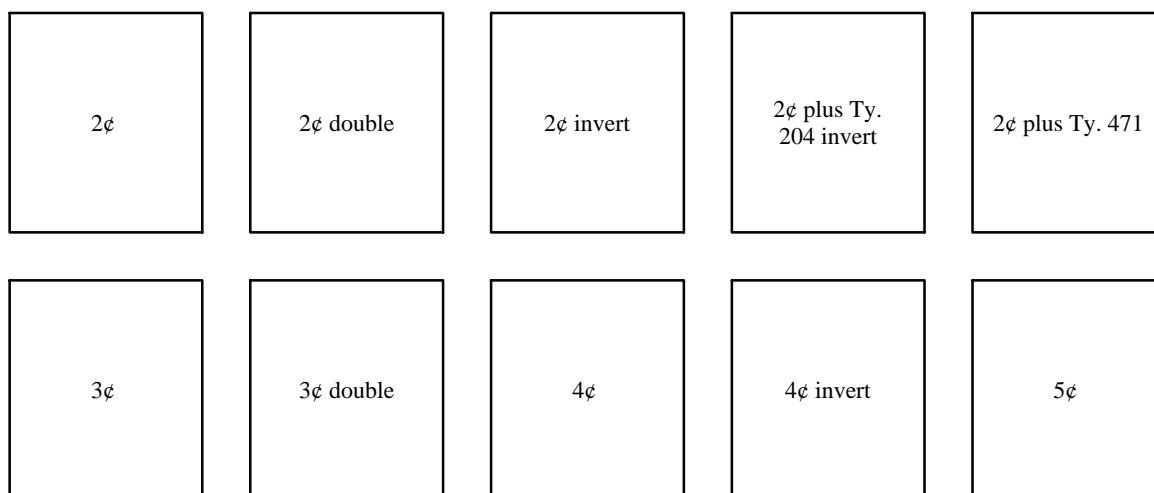 2¢
2¢ double
2¢ invert
2¢ plus Ty.
204 invert
2¢ plus Ty. 471
3¢
3¢ double
4¢
4¢ invert
5¢